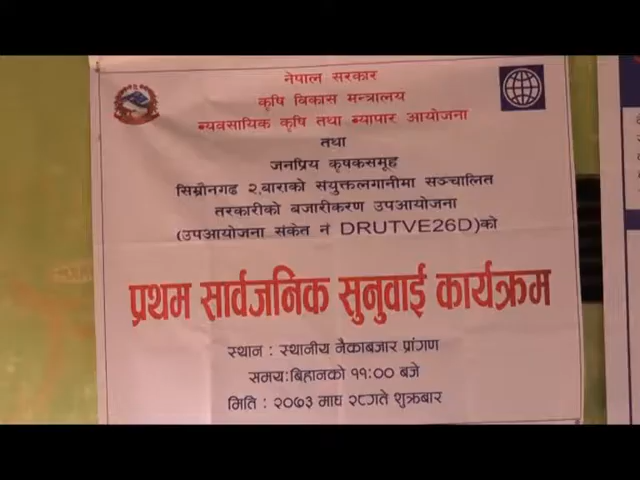 नेपाल सरकार
कृषि विकास मन्त्रालय
व्यवसायिक कृषि तथा व्यापार आयोजना
तथा
जनप्रिय कृषकसमूह
सिम्रौनगढ २,बाराको संयुक्तलगानीमा सञ्चालित
तरकारीको बजारीकरण उपआयोजना
(उपआयोजना संकेत नं DRUTVE26D)को
प्रथम सार्वजनिक सुनुवाई कार्यक्रम
स्थान : स्थानीय नैकाबजार प्रांगण
समय:बिहानको ११:०० बजे
मिति : २०७३ माघ २८गते शुक्रबार